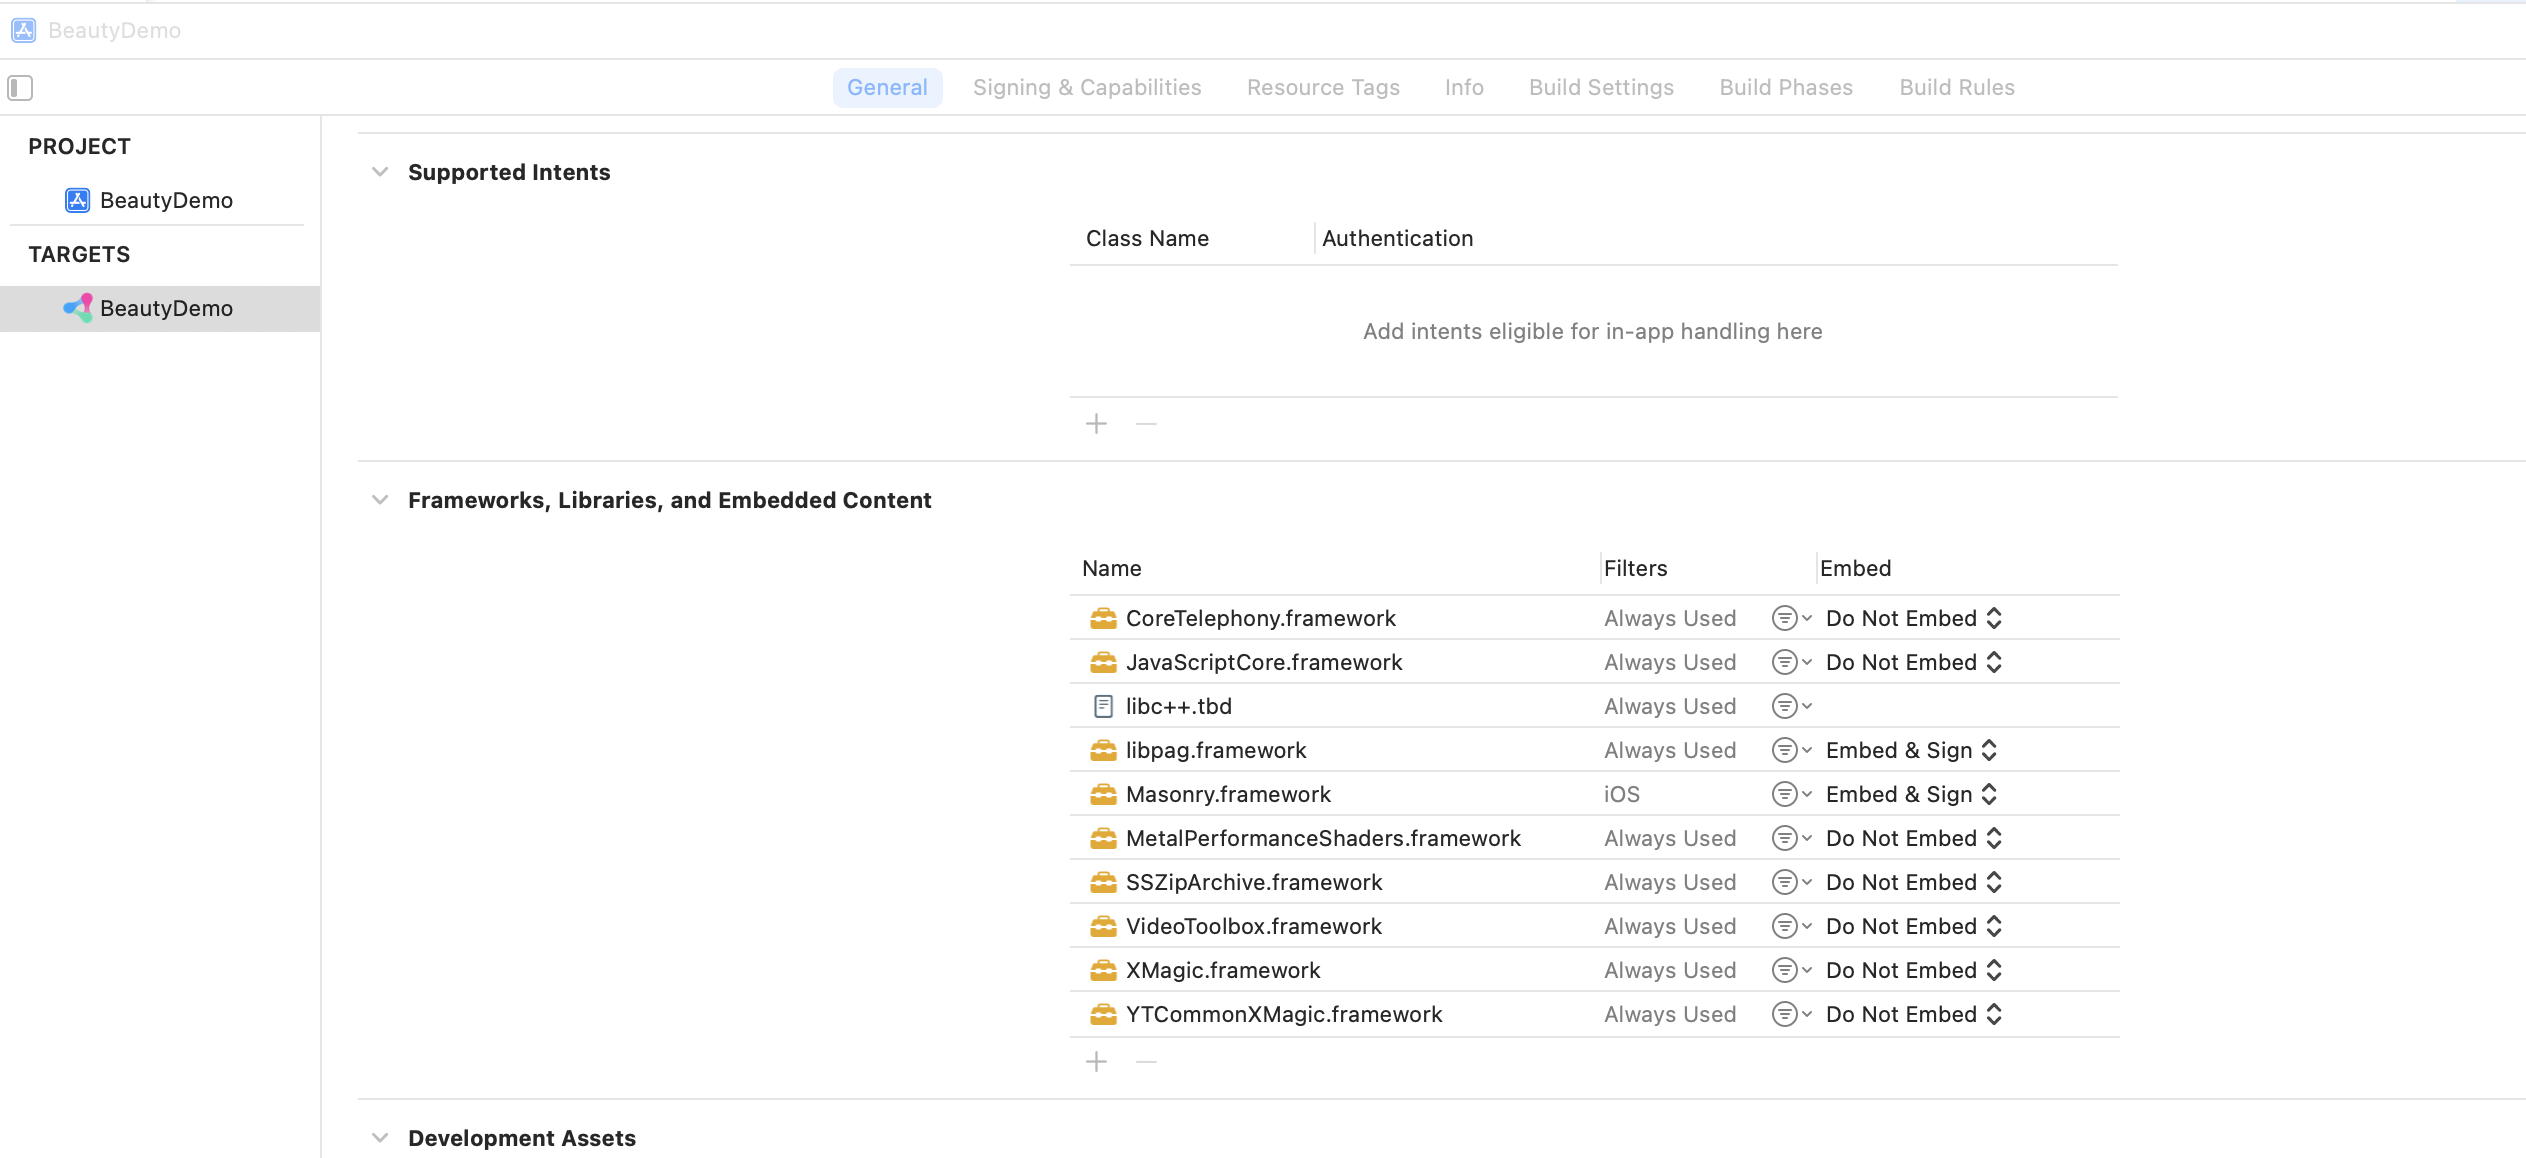 BeautyDemo
General Signing & Capabilities Resource Tags Info Build Settings Build Phases Build Rules
PROJECT
BeautyDemo
TARGETS
BeautyDemo
Supported Intents
Class Name Authentication
Add intents eligible for in-app handling here
Frameworks, Libraries, and Embedded Content
Name Filters Embed
CoreTelephony.framework Always Used Do Not Embed
JavaScriptCore.framework Always Used Do Not Embed
libc++.tbd Always Used
libpag.framework Always Used Embed & Sign
Masonry.framework iOS Embed & Sign
MetalPerformanceShaders.framework Always Used Do Not Embed
SSZipArchive.framework Always Used Do Not Embed
VideoToolbox.framework Always Used Do Not Embed
XMagic.framework Always Used Do Not Embed
YTCommonXMagic.framework Always Used Do Not Embed
Development Assets